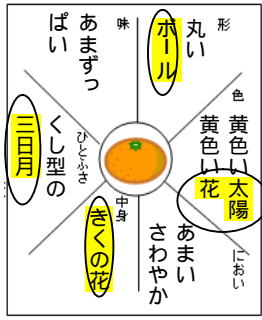 形
丸い
ボール
色
黄色い太陽
黄色い花
におい
あまい
さわやか
中身
きくの花
ひとふさ
くし型の
三日月
味
あまずっ
ぱい